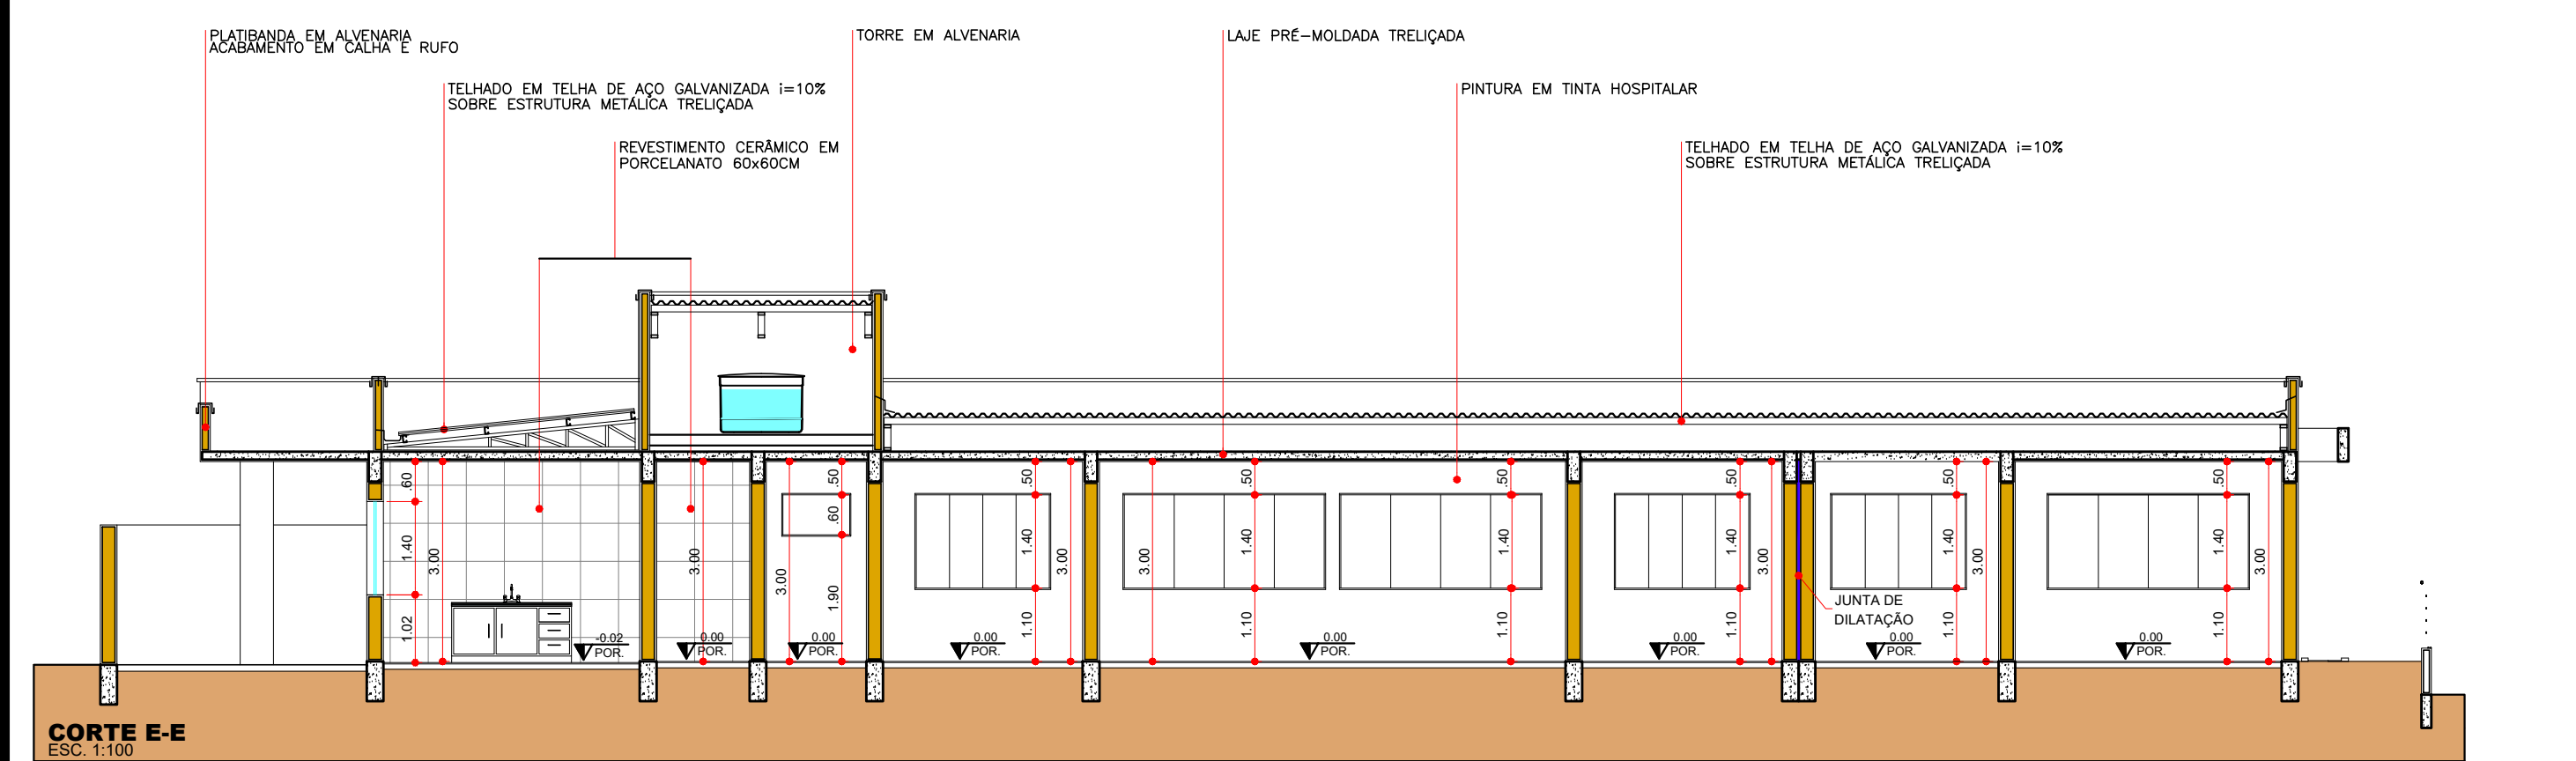 PLATIBANDA EM ALVENARIA
ACABAMENTO EM CALHA E RUFO
TORRE EM ALVENARIA
LAJE PRÉ-MOLDADA TRELIÇADA
TELHADO EM TELHA DE AÇO GALVANIZADA i=10%
SOBRE ESTRUTURA METÁLICA TRELIÇADA
PINTURA EM TINTA HOSPITALAR
REVESTIMENTO CERÂMICO EM
PORCELANATO 60x60CM
TELHADO EM TELHA DE AÇO GALVANIZADA i=10%
SOBRE ESTRUTURA METÁLICA TRELIÇADA
.60
1.40
1.02
3.00
-0.02
POR.
3.00
0.00
POR.
3.00
.50
.60
1.90
0.00
POR.
.50
1.40
1.10
3.00
0.00
POR.
3.00
.50
1.40
1.10
0.00
POR.
.50
1.40
1.10
.50
1.40
1.10
3.00
0.00
POR.
JUNTA DE
DILATAÇÃO
.50
1.40
1.10
3.00
0.00
POR.
.50
1.40
1.10
3.00
0.00
POR.
CORTE E-E
ESC. 1:100